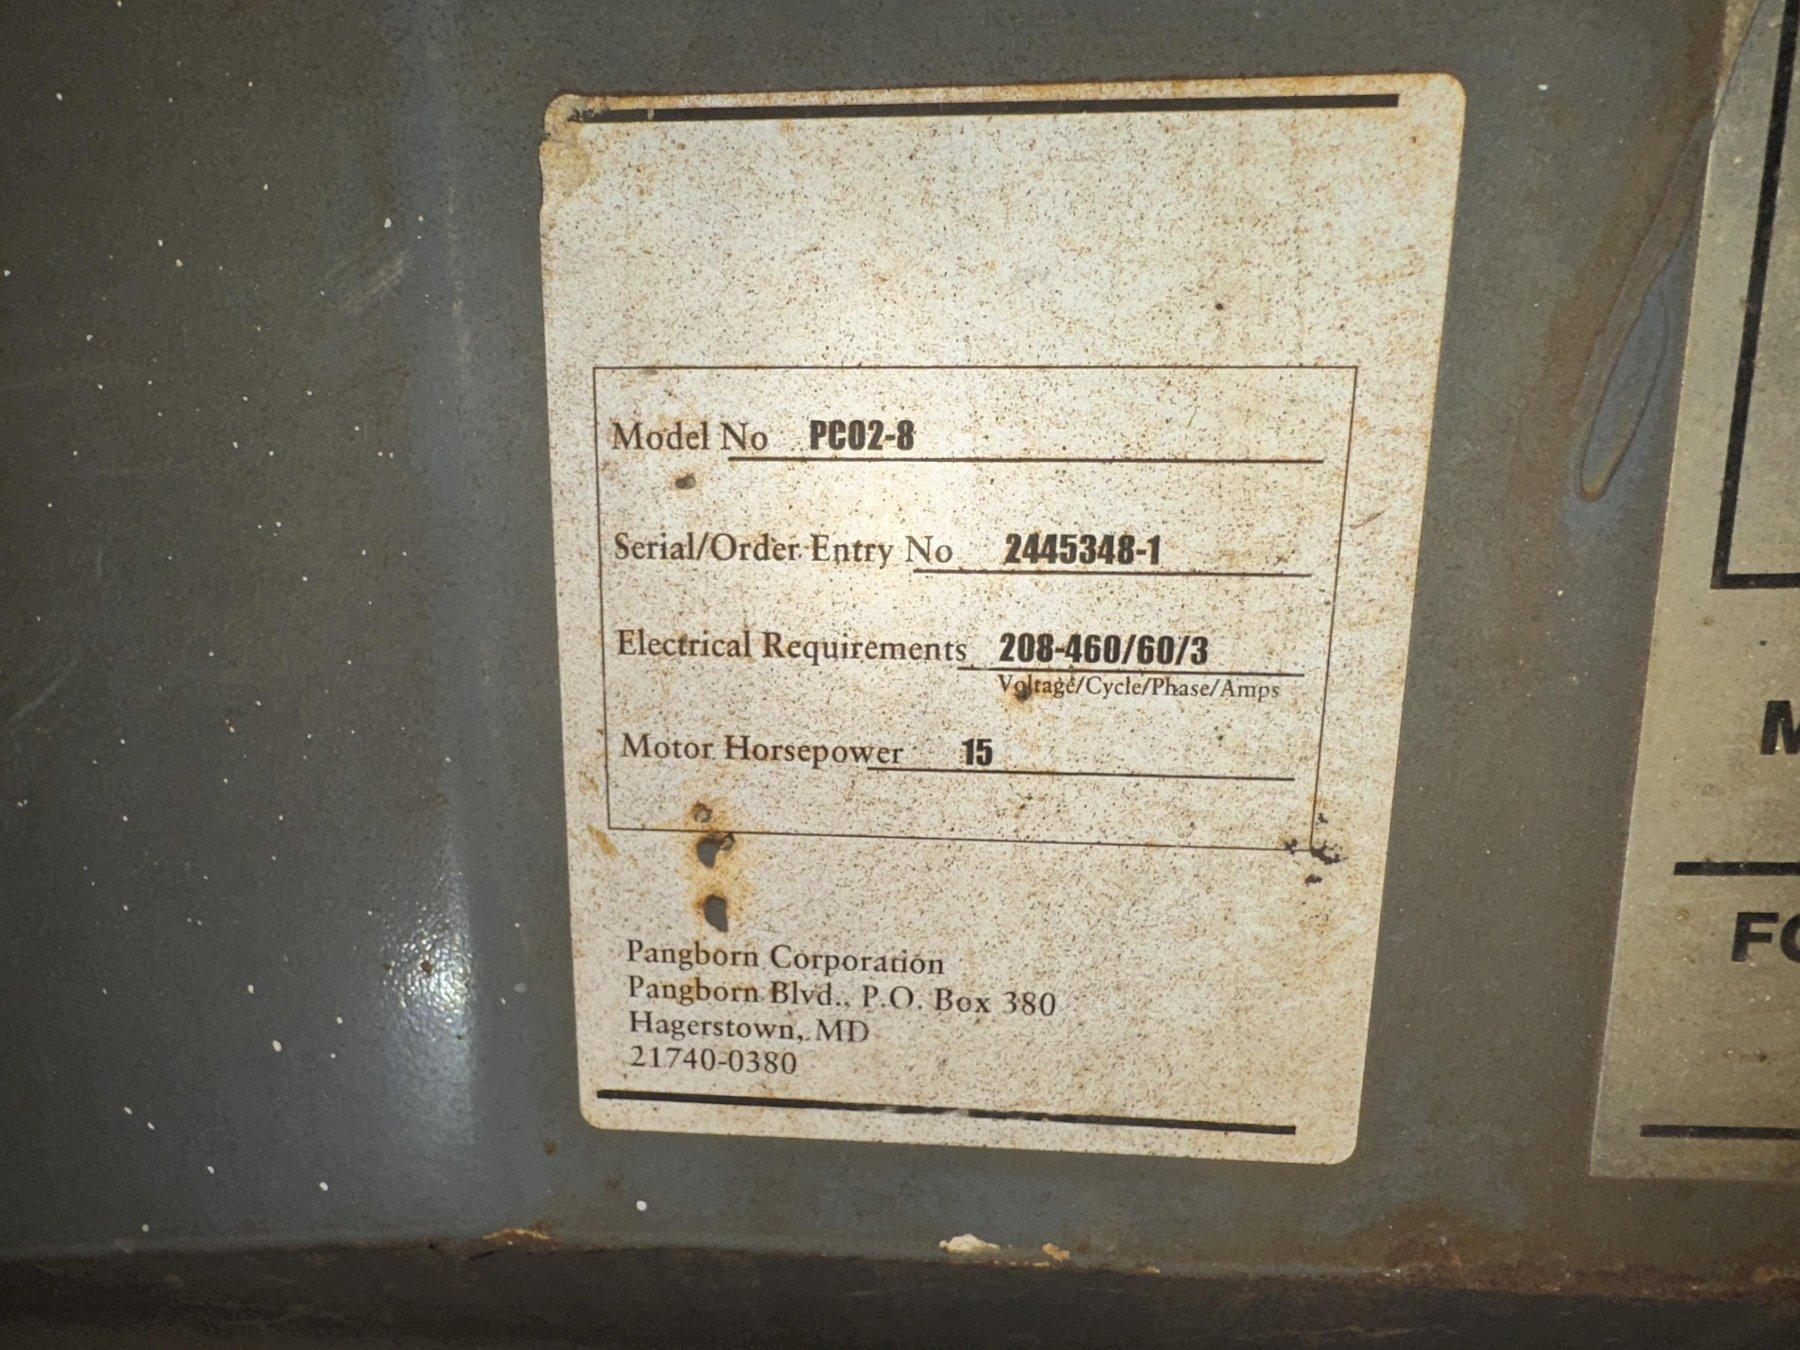 Model No PC02-8
Serial/Order Entry No 2445348-1
Electrical Requirements 208-460/60/3
Voltage/Cycle/Phase/Amps
Motor Horsepower 15
Pangborn Corporation
Pangborn Blvd., P.O. Box 380
Hagerstown, MD
21740-0380